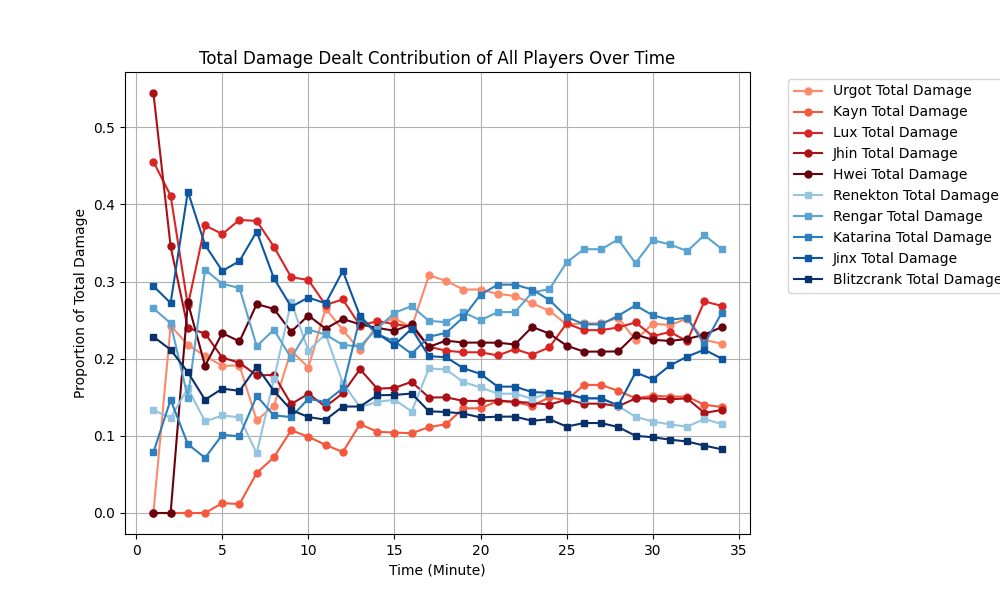 Total Damage Dealt Contribution of All Players Over Time
Proportion of Total Damage
0.5
0.4
0.3
0.2
0.1
0.0
0 5 10 15 20 25 30 35
Time (Minute)
Urgot Total Damage
Kayn Total Damage
Lux Total Damage
Jhin Total Damage
Hwei Total Damage
Renekton Total Damage
Rengar Total Damage
Katarina Total Damage
Jinx Total Damage
Blitzcrank Total Damage